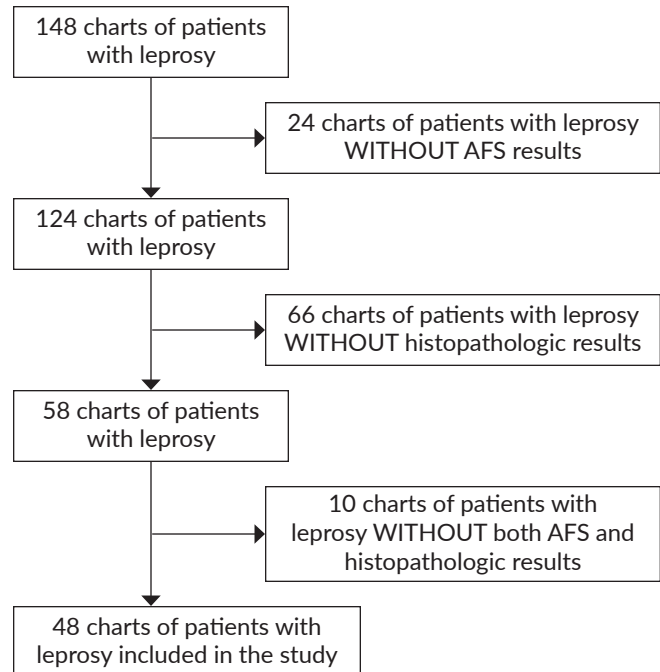 148 charts of patients
with leprosy
24 charts of patients with leprosy
WITHOUT AFS results
124 charts of patients
with leprosy
66 charts of patients with leprosy
WITHOUT histopathologic results
58 charts of patients
with leprosy
10 charts of patients with
leprosy WITHOUT both AFS and
histopathologic results
48 charts of patients with
leprosy included in the study